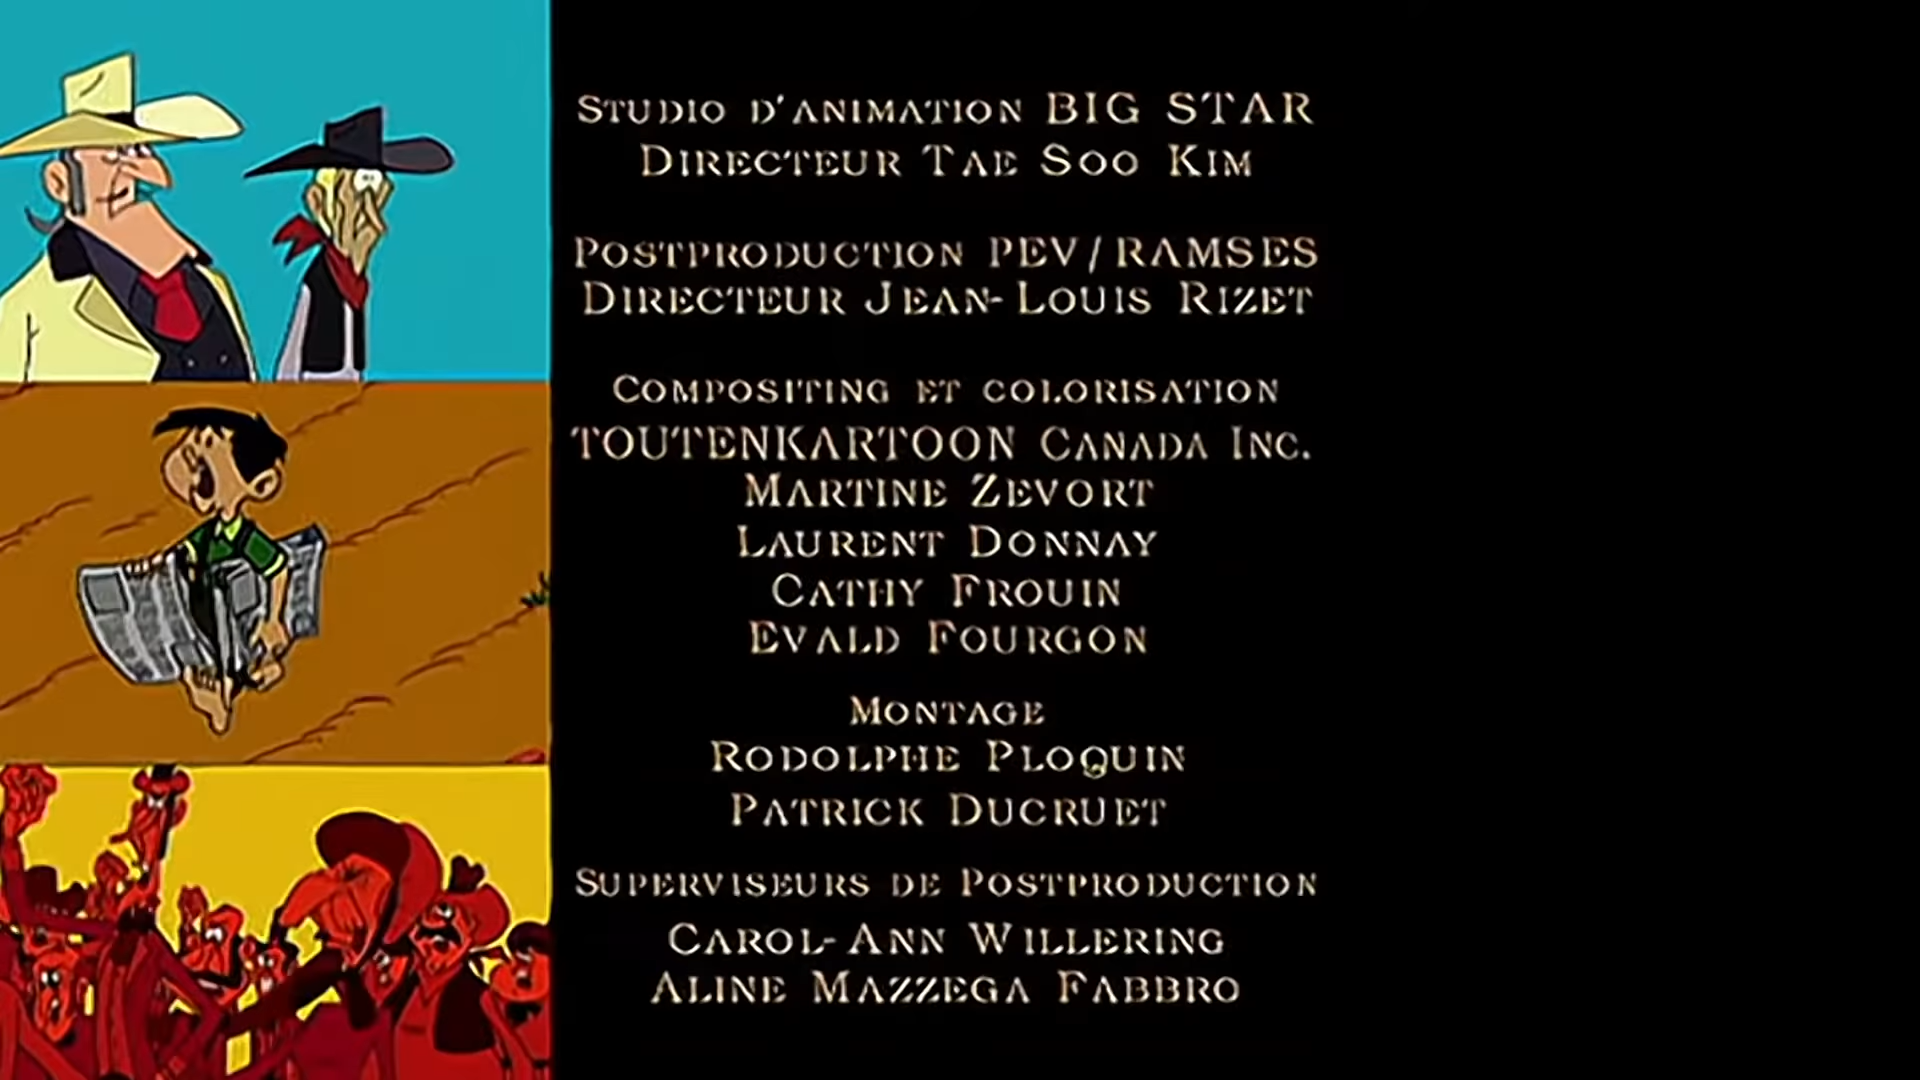 Studio d'animation BIG STAR
Directeur Tae Soo Kim
Postproduction PEV/RAMSES
Directeur Jean-Louis Rizet
Compositing et colorisation
TOUTENKARTOON Canada Inc.
Martine Zevort
Laurent Donnay
Cathy Frouin
Evald Fourgon
Montage
Rodolphe Ploquin
Patrick Ducruet
Superviseurs de Postproduction
Carol-Ann Willering
Aline Mazzega Fabbro